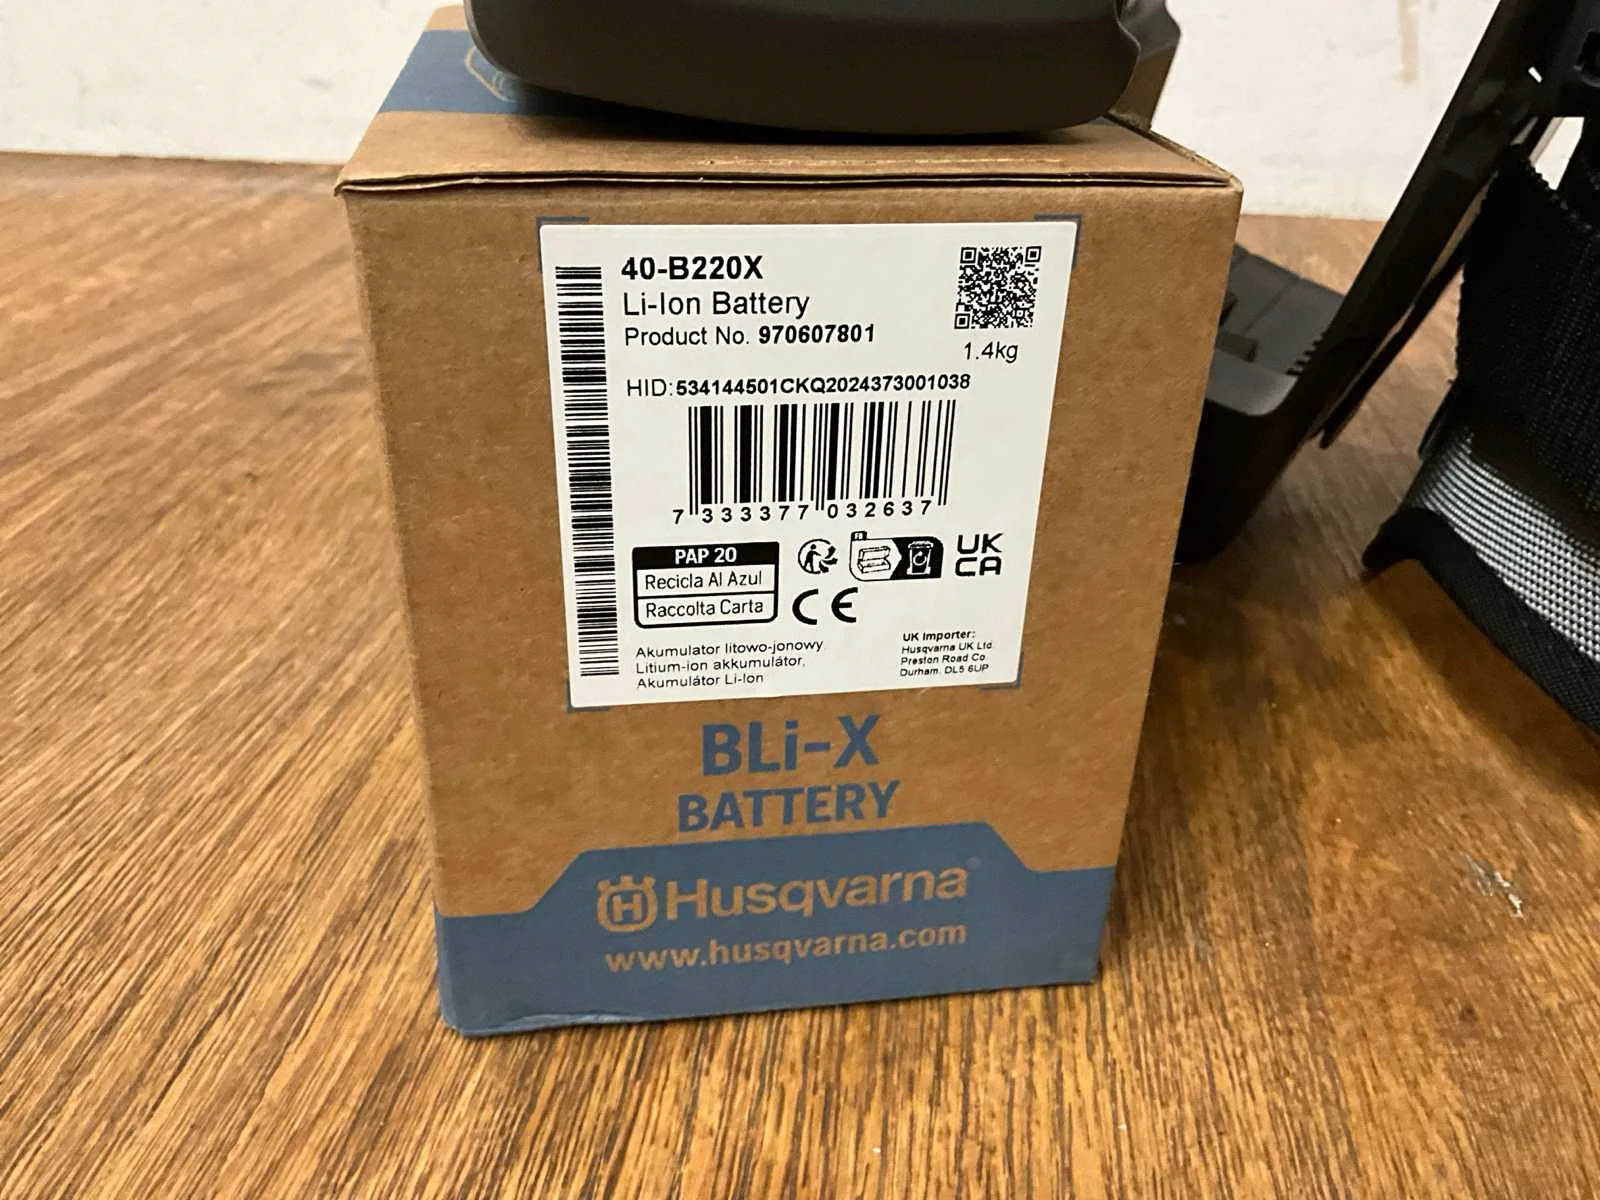 40-B220X
Li-Ion Battery
Product No. 970607801
1.4kg
HID:534144501CKQ2024373001038
7 333377 032637
PAP 20
Recicla Al Azul
Raccolta Carta
UK
CA
CE
Akumulator litowo-jonowy,
Litium-ion akkumulátor,
Akumulátor Li-Ion
UK Importer:
Husqvarna UK Ltd.
Preston Road Co.
Durham. DL5 6UP
BLi-X
BATTERY
H Husqvarna®
www.husqvarna.com